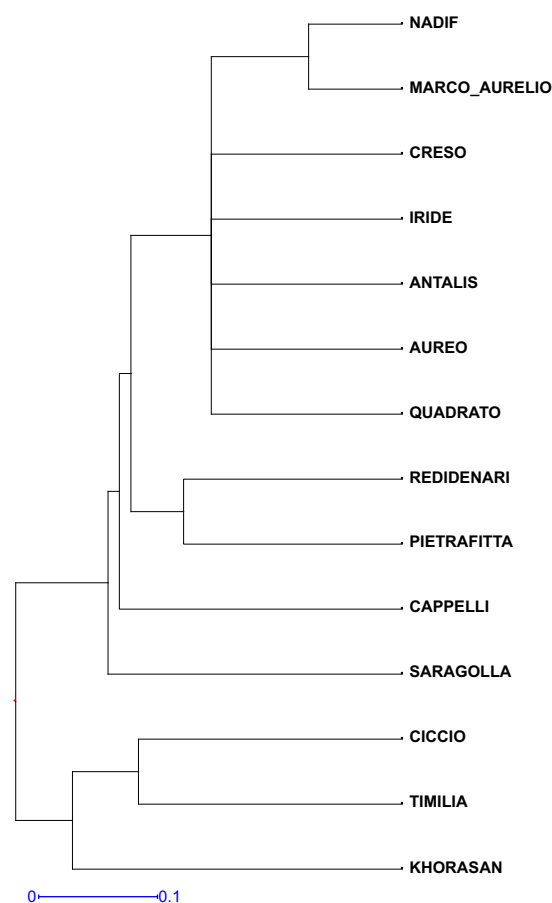 NADIF
MARCO_AURELIO
CRESO
IRIDE
ANTALIS
AUREO
QUADRATO
REDIDENARI
PIETRAFITTA
CAPPELLI
SARAGOLLA
CICCIO
TIMILIA
KHORASAN
0 0.1